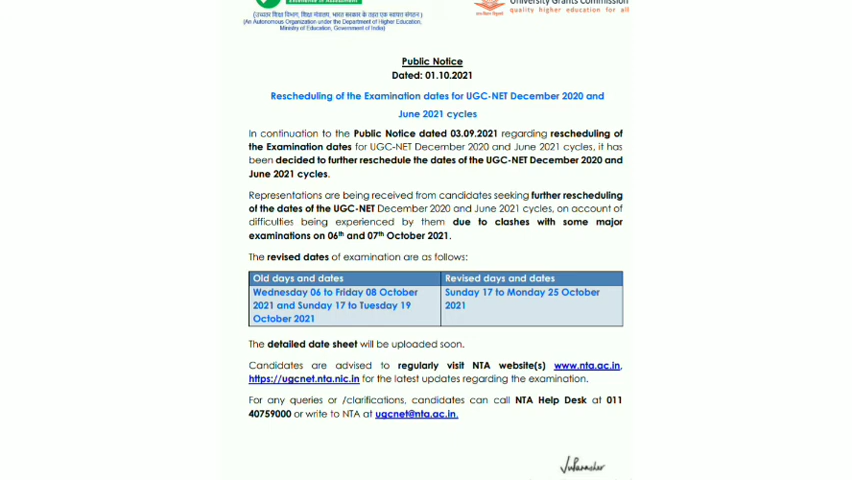 Excellence in Assessment
University Grants Commission
quality higher education for all
(उच्चतर शिक्षा विभाग, शिक्षा मंत्रालय, भारत सरकार के तहत एक स्वायत्त संगठन)
(An Autonomous Organization under the Department of Higher Education,
Ministry of Education, Government of India)
Public Notice
Dated: 01.10.2021
Rescheduling of the Examination dates for UGC-NET December 2020 and
June 2021 cycles
In continuation to the Public Notice dated 03.09.2021 regarding rescheduling of
the Examination dates for UGC-NET December 2020 and June 2021 cycles, it has
been decided to further reschedule the dates of the UGC-NET December 2020 and
June 2021 cycles.
Representations are being received from candidates seeking further rescheduling
of the dates of the UGC-NET December 2020 and June 2021 cycles, on account of
difficulties being experienced by them due to clashes with some major
examinations on 06th and 07th October 2021.
The revised dates of examination are as follows:
Old days and dates
Revised days and dates
Wednesday 06 to Friday 08 October
2021 and Sunday 17 to Tuesday 19
October 2021
Sunday 17 to Monday 25 October
2021
The detailed date sheet will be uploaded soon.
Candidates are advised to regularly visit NTA website(s) www.nta.ac.in,
https://ugcnet.nta.nic.in for the latest updates regarding the examination.
For any queries or /clarifications, candidates can call NTA Help Desk at 011
40759000 or write to NTA at ugcnet@nta.ac.in.